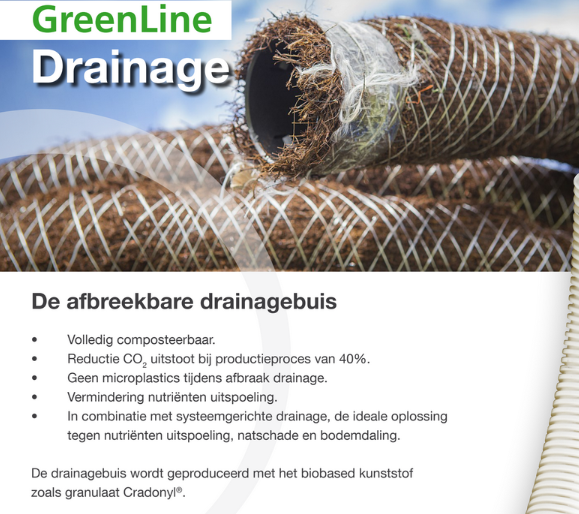 GreenLine
Drainage
De afbreekbare drainagebuis
• Volledig composteerbaar.
• Reductie CO₂ uitstoot bij productieproces van 40%.
• Geen microplastics tijdens afbraak drainage.
• Vermindering nutriënten uitspoeling.
• In combinatie met systeemgerichte drainage, de ideale oplossing
tegen nutriënten uitspoeling, natschade en bodemdaling.
De drainagebuis wordt geproduceerd met het biobased kunststof
zoals granulaat Cradonyl®.